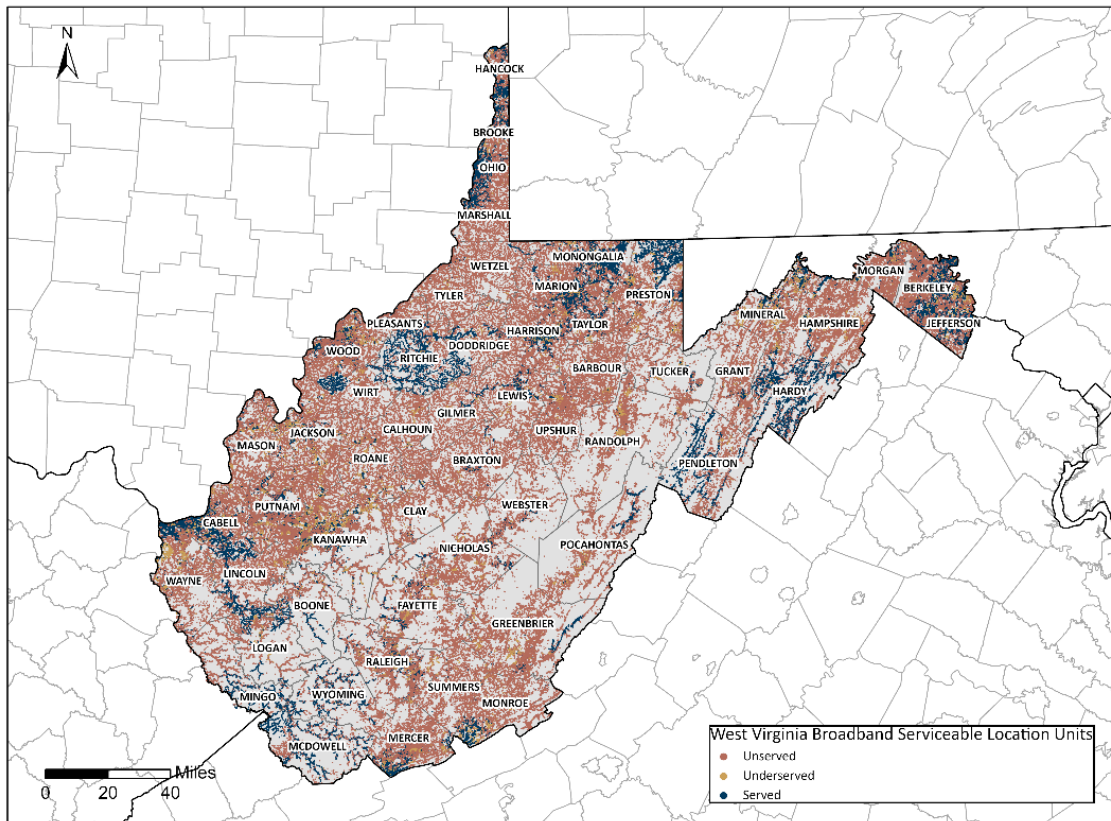 N
HANCOCK
BROOKE
OHIO
MARSHALL
WETZEL
MONONGALIA
MARION
PRESTON
MORGAN
BERKELEY
JEFFERSON
TYLER
PLEASANTS
HARRISON
TAYLOR
MINERAL
HAMPSHIRE
WOOD
RITCHIE
DODDRIDGE
BARBOUR
TUCKER
GRANT
WIRT
LEWIS
HARDY
GILMER
MASON
JACKSON
CALHOUN
UPSHUR
RANDOLPH
ROANE
BRAXTON
PENDLETON
PUTNAM
CLAY
WEBSTER
CABELL
KANAWHA
NICHOLAS
POCAHONTAS
WAYNE
LINCOLN
BOONE
FAYETTE
GREENBRIER
LOGAN
RALEIGH
SUMMERS
MINGO
WYOMING
MONROE
MCDOWELL
MERCER
West Virginia Broadband Serviceable Location Units
Unserved
Underserved
Served
Miles
0 20 40